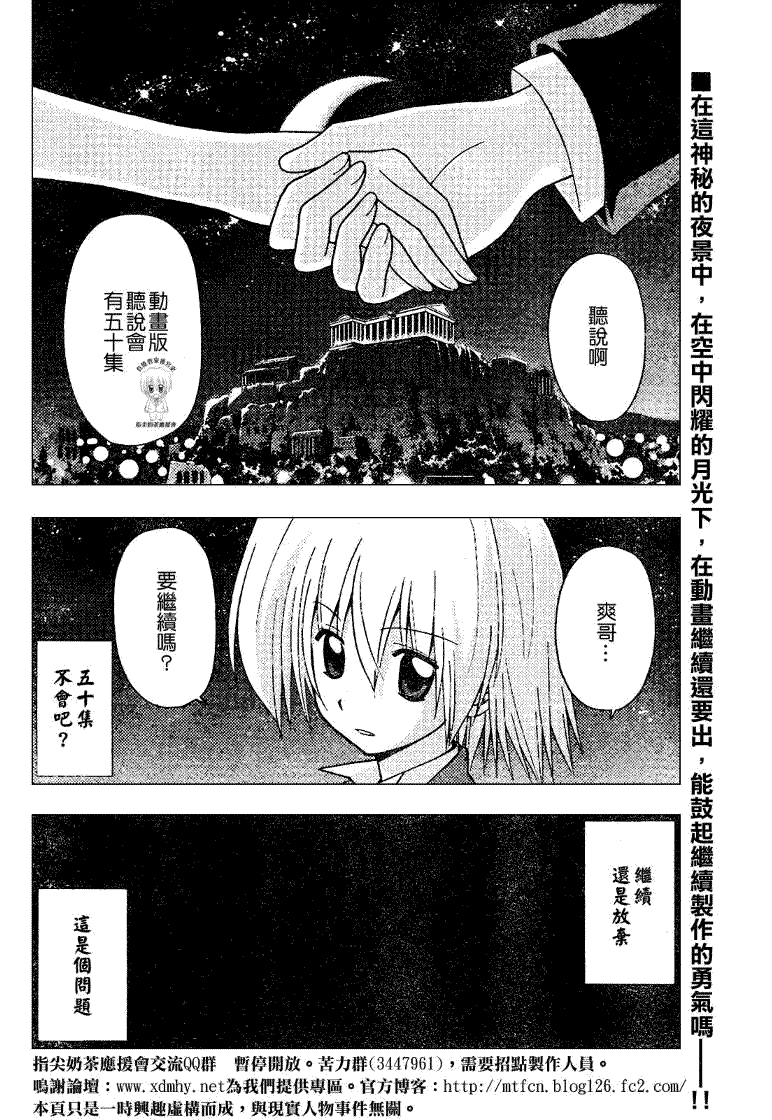 ■在這神秘的夜景中，在空中閃耀的月光下，在動畫繼續還要出，能鼓起繼續製作的勇氣嗎——!!
聽說啊
動畫版
聽說會
有五十集
爽哥…
要繼續嗎？
五十集
不會吧？
繼續
還是放棄
這是個問題
指尖奶茶應援會交流QQ群　暫停開放。苦力群(3447961)，需要招點製作人員。
鳴謝論壇：www.xdmhy.net為我們提供專區。官方博客：http://mtfcn.blog126.fc2.com/
本頁只是一時興趣虛構而成，與現實人物事件無關。